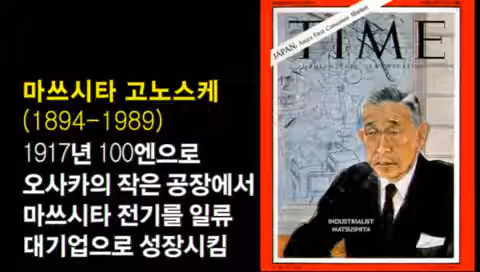 마쓰시타 고노스케
(1894-1989)
1917년 100엔으로
오사카의 작은 공장에서
마쓰시타 전기를 일류
대기업으로 성장시킴
JAPAN: Asia's First Consumer Market
TIME
INDUSTRIALIST
MATSUSHITA